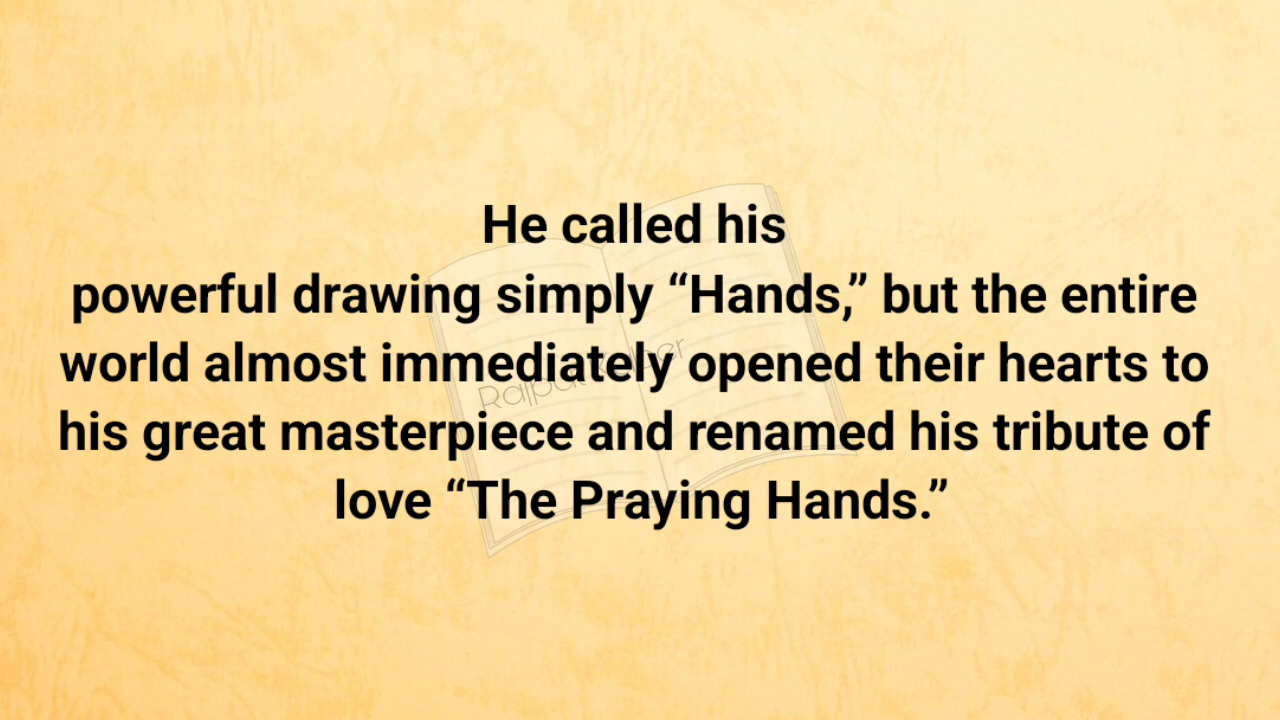 He called his
powerful drawing simply “Hands,” but the entire
world almost immediately opened their hearts to
his great masterpiece and renamed his tribute of
love “The Praying Hands.”